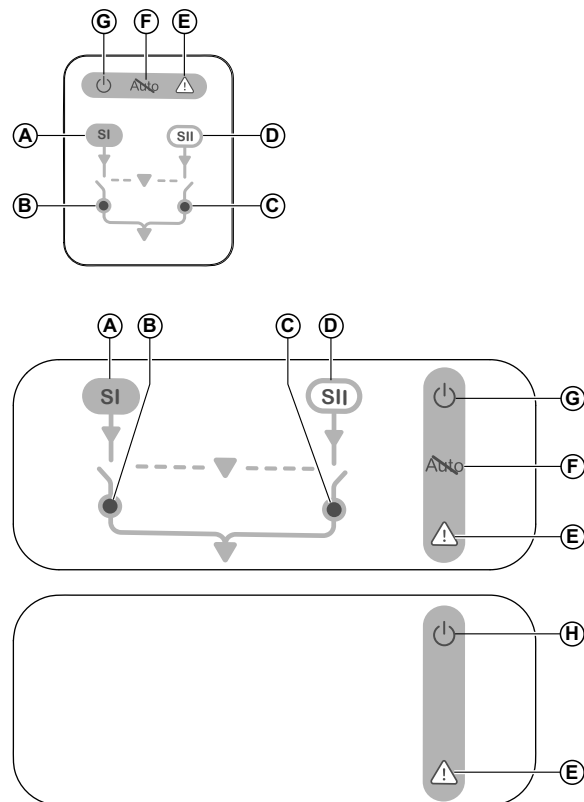 G F E
Auto
A SI SII D
B C
A B C D
SI SII G
Auto F
E
H
E